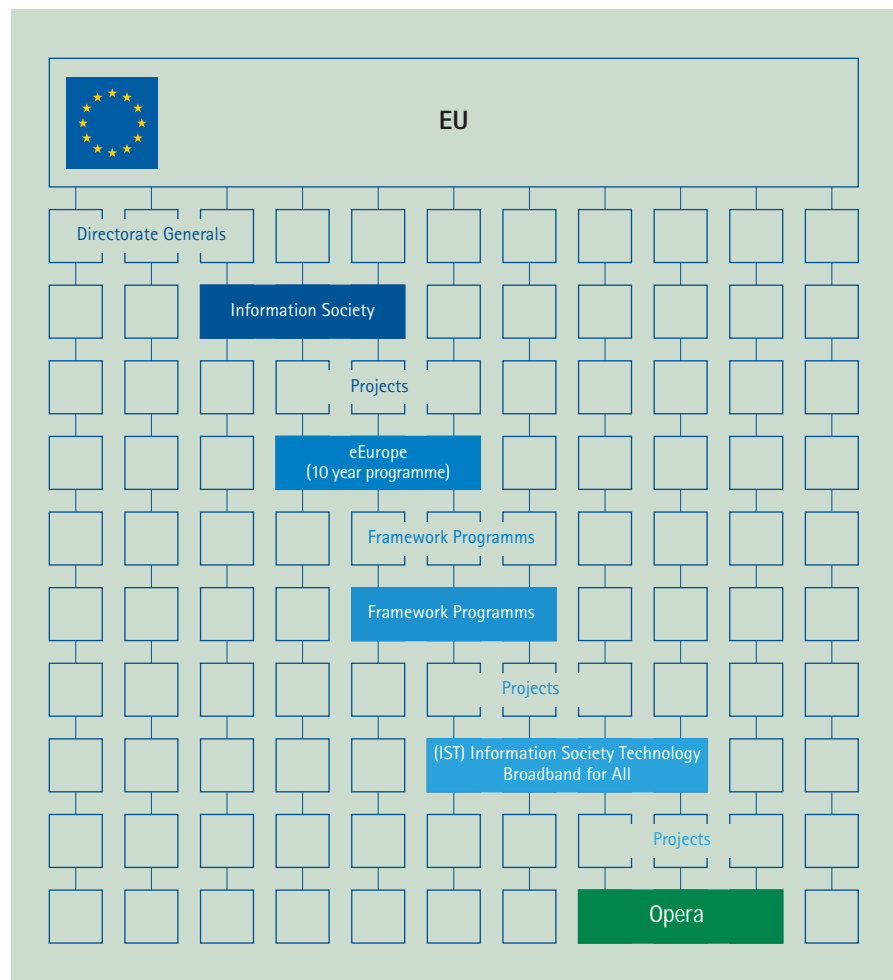 EU
Directorate Generals
Information Society
Projects
eEurope
(10 year programme)
Framework Programms
Framework Programms
Projects
(IST) Information Society Technology
Broadband for All
Projects
Opera